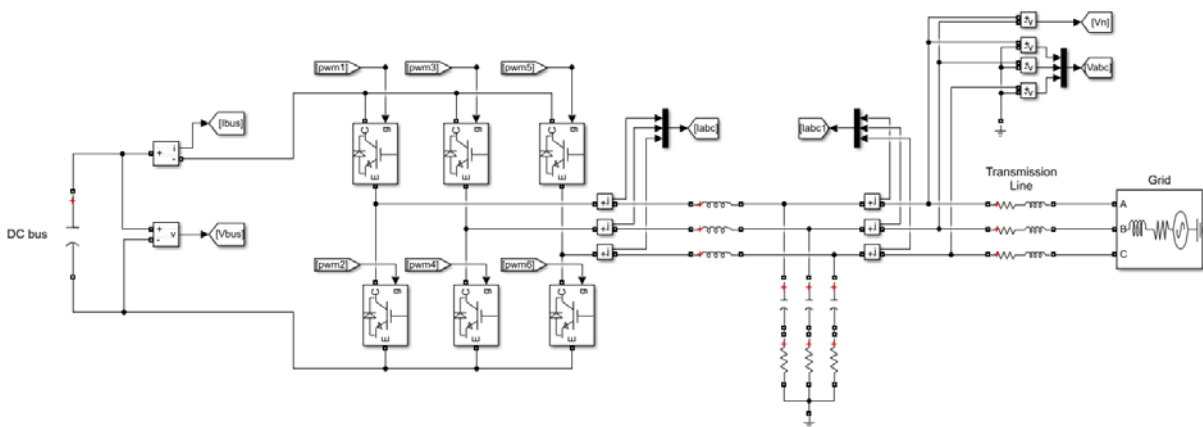 [Vn]
[Vabc]
[pwm1]
[pwm3]
[pwm5]
[Ibus]
[Iabc]
[Iabc1]
C
g
E
C
g
E
C
g
E
+
i
-
Transmission
Line
Grid
A
B
C
DC bus
+
v
-
[Vbus]
[pwm2]
[pwm4]
[pwm6]
C
g
E
C
g
E
C
g
E